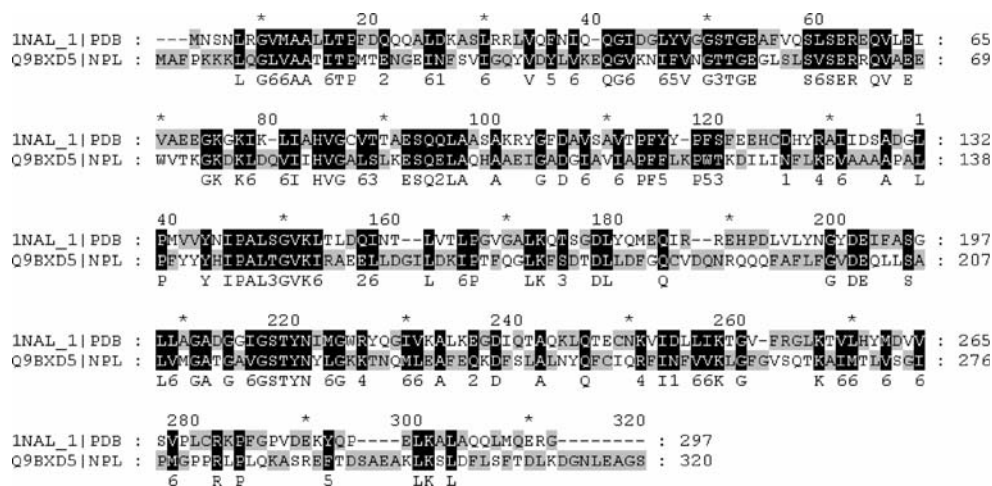 * 20 * 40 * 60
1NAL_1|PDB : ---MNSNLRGVMAALLTPFDQQQALDKASLRRLVQFNIQ-QGIDGLYVGGSTGEAFVQSLSEREQVLEI : 65
Q9BXD5|NPL : MAFPKKKLQGLVAATITPMTENGEINFSVIGQYVDYLVKEQGVKNIFVNGTTGEGLSLSVSERRQVAEE : 69
L G66AA 6TP 2 61 6 V 5 6 QG6 65V G3TGE S6SER QV E
* 80 * 100 * 120 * 1
1NAL_1|PDB : VAEEGKGKIK-LIAHVGCVTTAESQQLAASAKRYGFDAVSAVTPFYY-PFSFEEHCDHYRAIIDSADGL : 132
Q9BXD5|NPL : WVTKGKDKLDQVIIHVGALSLKESQELAQHAAEIGADGIAVIAPFFLKPWTKDILINFLKEVAAAAPAL : 138
GK K6 6I HVG 63 ESQ2LA A G D 6 6 PF5 P53 1 4 6 A L
40 * 160 * 180 * 200
1NAL_1|PDB : PMVVYNIPALSGVKLTLDQINT--LVTLPGVGALKQTSGDLYQMEQIR--REHPDLVLYNGYDEIFASG : 197
Q9BXD5|NPL : PFYYYHIPALTGVKIRAEELLDGILDKIPTFQGLKFSDTDLLDFGQCVDQNRQQQFAFLFGVDEQLLSA : 207
P Y IPAL3GVK6 26 L 6P LK 3 DL Q G DE S
* 220 * 240 * 260 *
1NAL_1|PDB : LLAGADGGIGSTYNIMGWRYQGIVKALKEGDIQTAQKLQTECNKVIDLLIKTGV-FRGLKTVLHYMDVV : 265
Q9BXD5|NPL : LVMGATGAVGSTYNYLGKKTNQMLEAFEQKDFSLALNYQFCIQRFINFVVKLGFGVSQTKAIMTLVSGI : 276
L6 GA G 6GSTYN 6G 4 66 A 2 D A Q 4 I1 66K G K 66 6 6
280 * 300 * 320
1NAL_1|PDB : SVPLCRKPFGPVDEKYQP----ELKALAQQLMQERG-------- : 297
Q9BXD5|NPL : PMGPPRLPLQKASREFTDSAEAKLKSLDFLSFTDLKDGNLEAGS : 320
6 R P 5 LK L